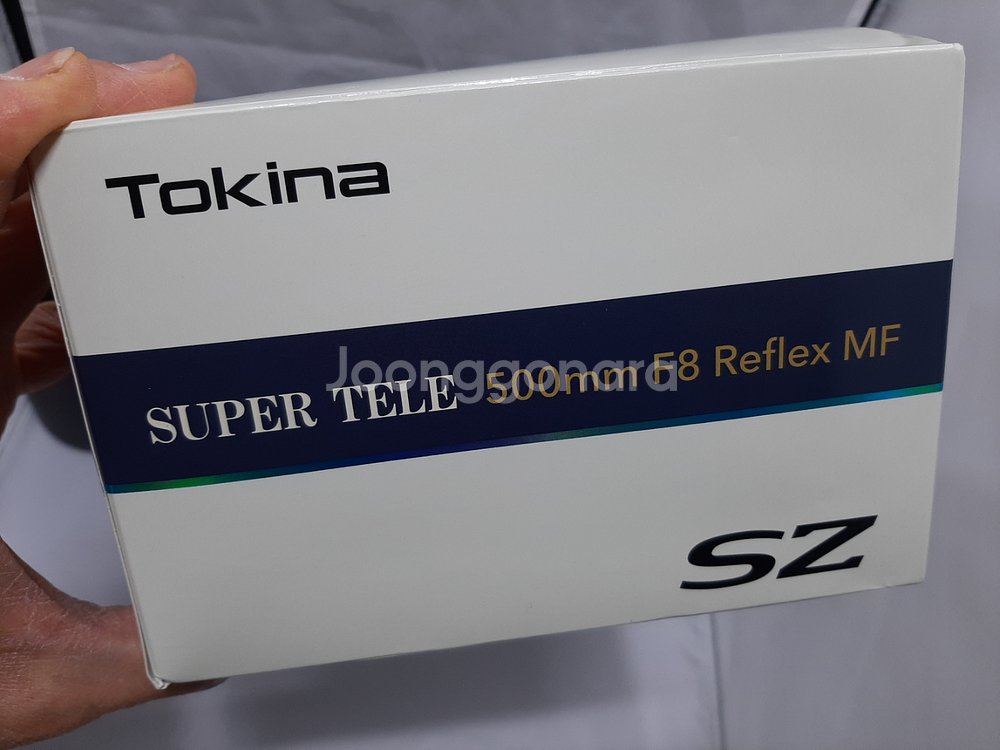 Tokina
SUPER TELE 500mm F8 Reflex MF
Joonggonara
SZ